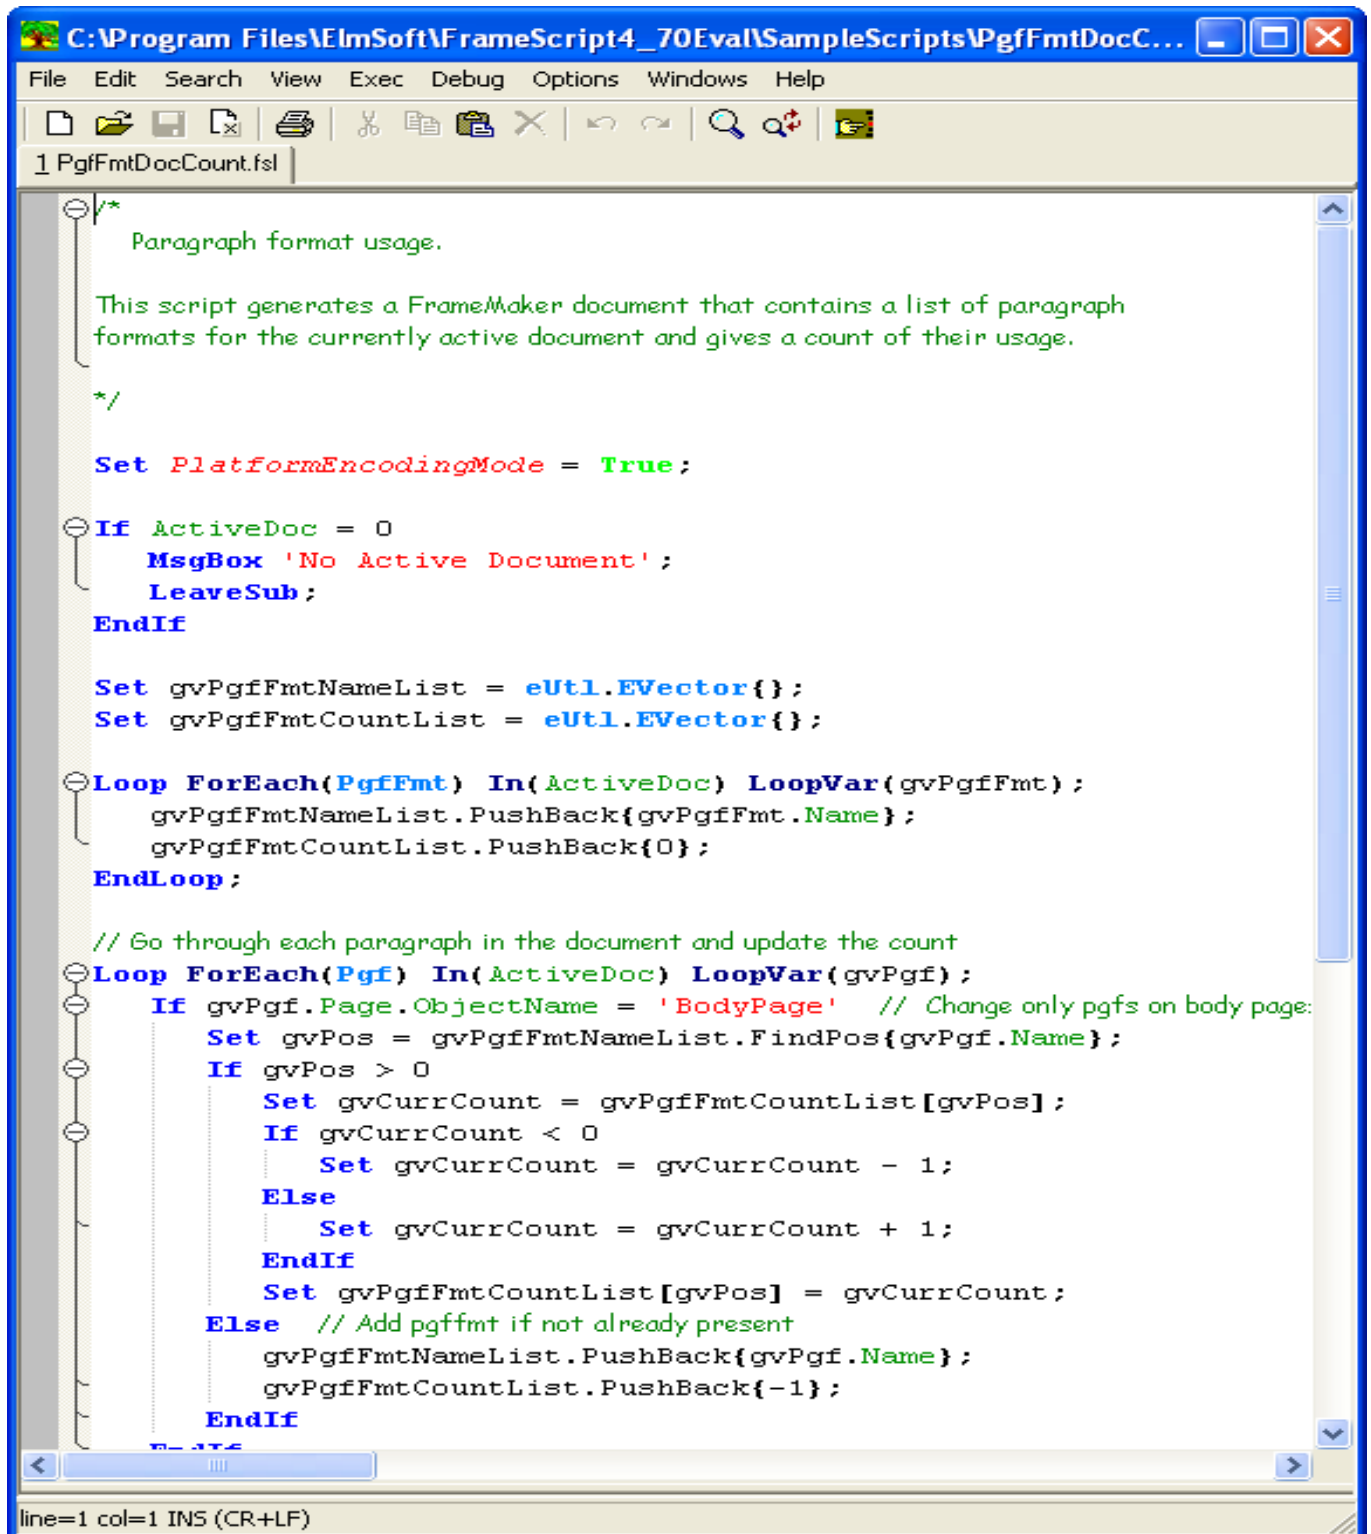 C:\Program Files\ElmSoft\FrameScript4_70Eval\SampleScripts\PgfFmtDocC...
File Edit Search View Exec Debug Options Windows Help
1 PgfFmtDocCount.fsl
/*
Paragraph format usage.
This script generates a FrameMaker document that contains a list of paragraph
formats for the currently active document and gives a count of their usage.
*/
Set PlatformEncodingMode = True;
If ActiveDoc = 0
MsgBox 'No Active Document';
LeaveSub;
EndIf
Set gvPgfFmtNameList = eUtl.EVector{};
Set gvPgfFmtCountList = eUtl.EVector{};
Loop ForEach(PgfFmt) In(ActiveDoc) LoopVar(gvPgfFmt);
gvPgfFmtNameList.PushBack{gvPgfFmt.Name};
gvPgfFmtCountList.PushBack{0};
EndLoop;
// Go through each paragraph in the document and update the count
Loop ForEach(Pgf) In(ActiveDoc) LoopVar(gvPgf);
If gvPgf.Page.ObjectName = 'BodyPage' // Change only pgfs on body page:
Set gvPos = gvPgfFmtNameList.FindPos{gvPgf.Name};
If gvPos > 0
Set gvCurrCount = gvPgfFmtCountList[gvPos];
If gvCurrCount < 0
Set gvCurrCount = gvCurrCount - 1;
Else
Set gvCurrCount = gvCurrCount + 1;
EndIf
Set gvPgfFmtCountList[gvPos] = gvCurrCount;
Else // Add pgffmt if not already present
gvPgfFmtNameList.PushBack{gvPgf.Name};
gvPgfFmtCountList.PushBack{-1};
EndIf
EndIf
line=1 col=1 INS (CR+LF)